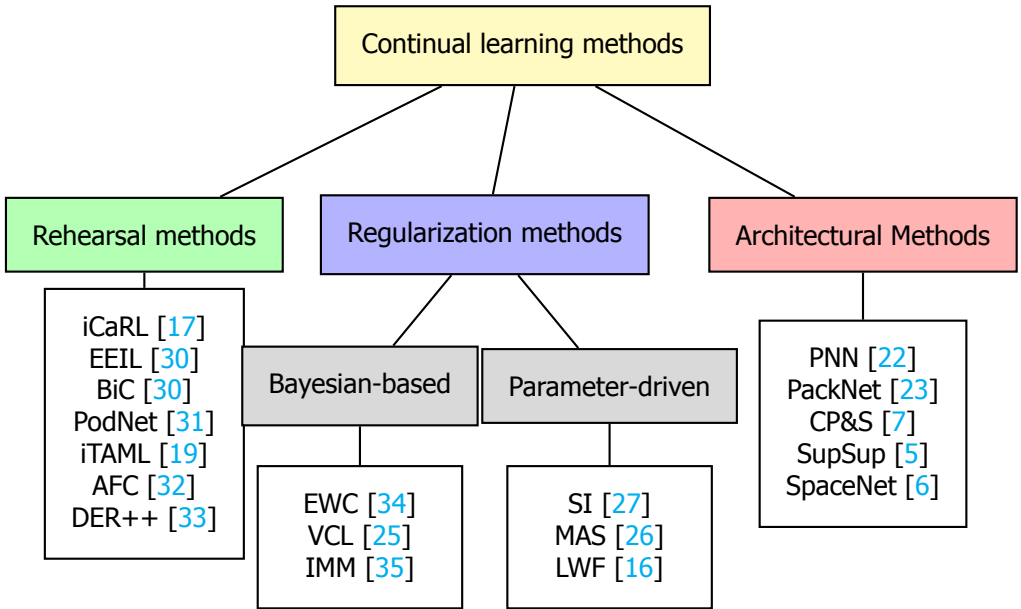 Continual learning methods
Rehearsal methods
Regularization methods
Architectural Methods
iCaRL [17]
EEIL [30]
BiC [30]
PodNet [31]
iTAML [19]
AFC [32]
DER++ [33]
Bayesian-based
Parameter-driven
EWC [34]
VCL [25]
IMM [35]
SI [27]
MAS [26]
LWF [16]
PNN [22]
PackNet [23]
CP&S [7]
SupSup [5]
SpaceNet [6]